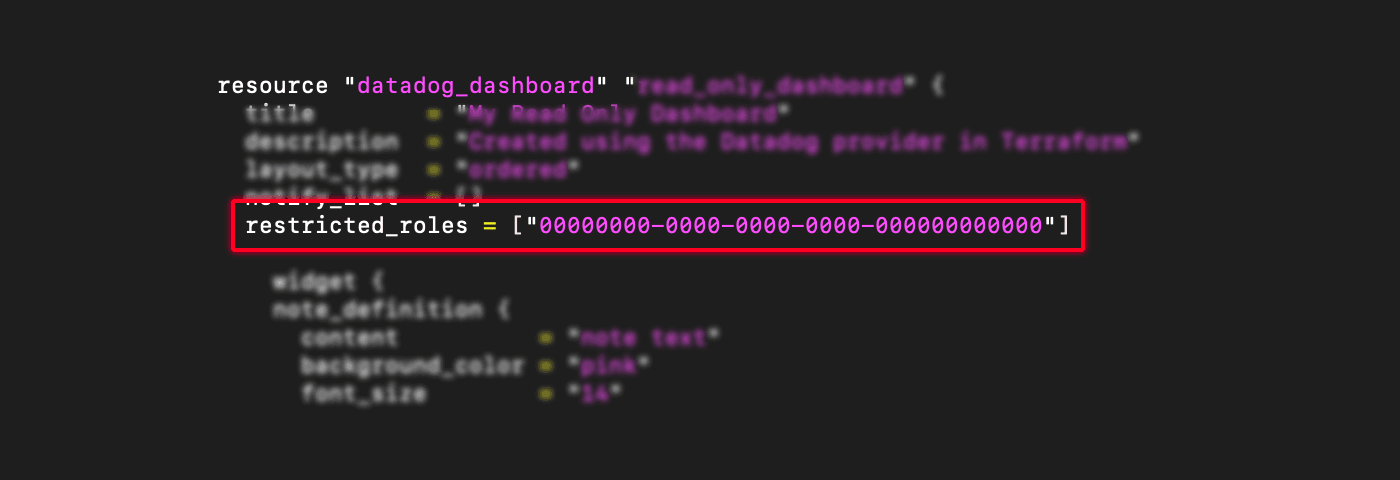 resource "datadog_dashboard" "read_only_dashboard" {
title = "My Read Only Dashboard"
description = "Created using the Datadog provider in Terraform"
layout_type = "ordered"
notify_list = []
restricted_roles = ["00000000-0000-0000-0000-000000000000"]
widget {
note_definition {
content = "note text"
background_color = "pink"
font_size = "14"